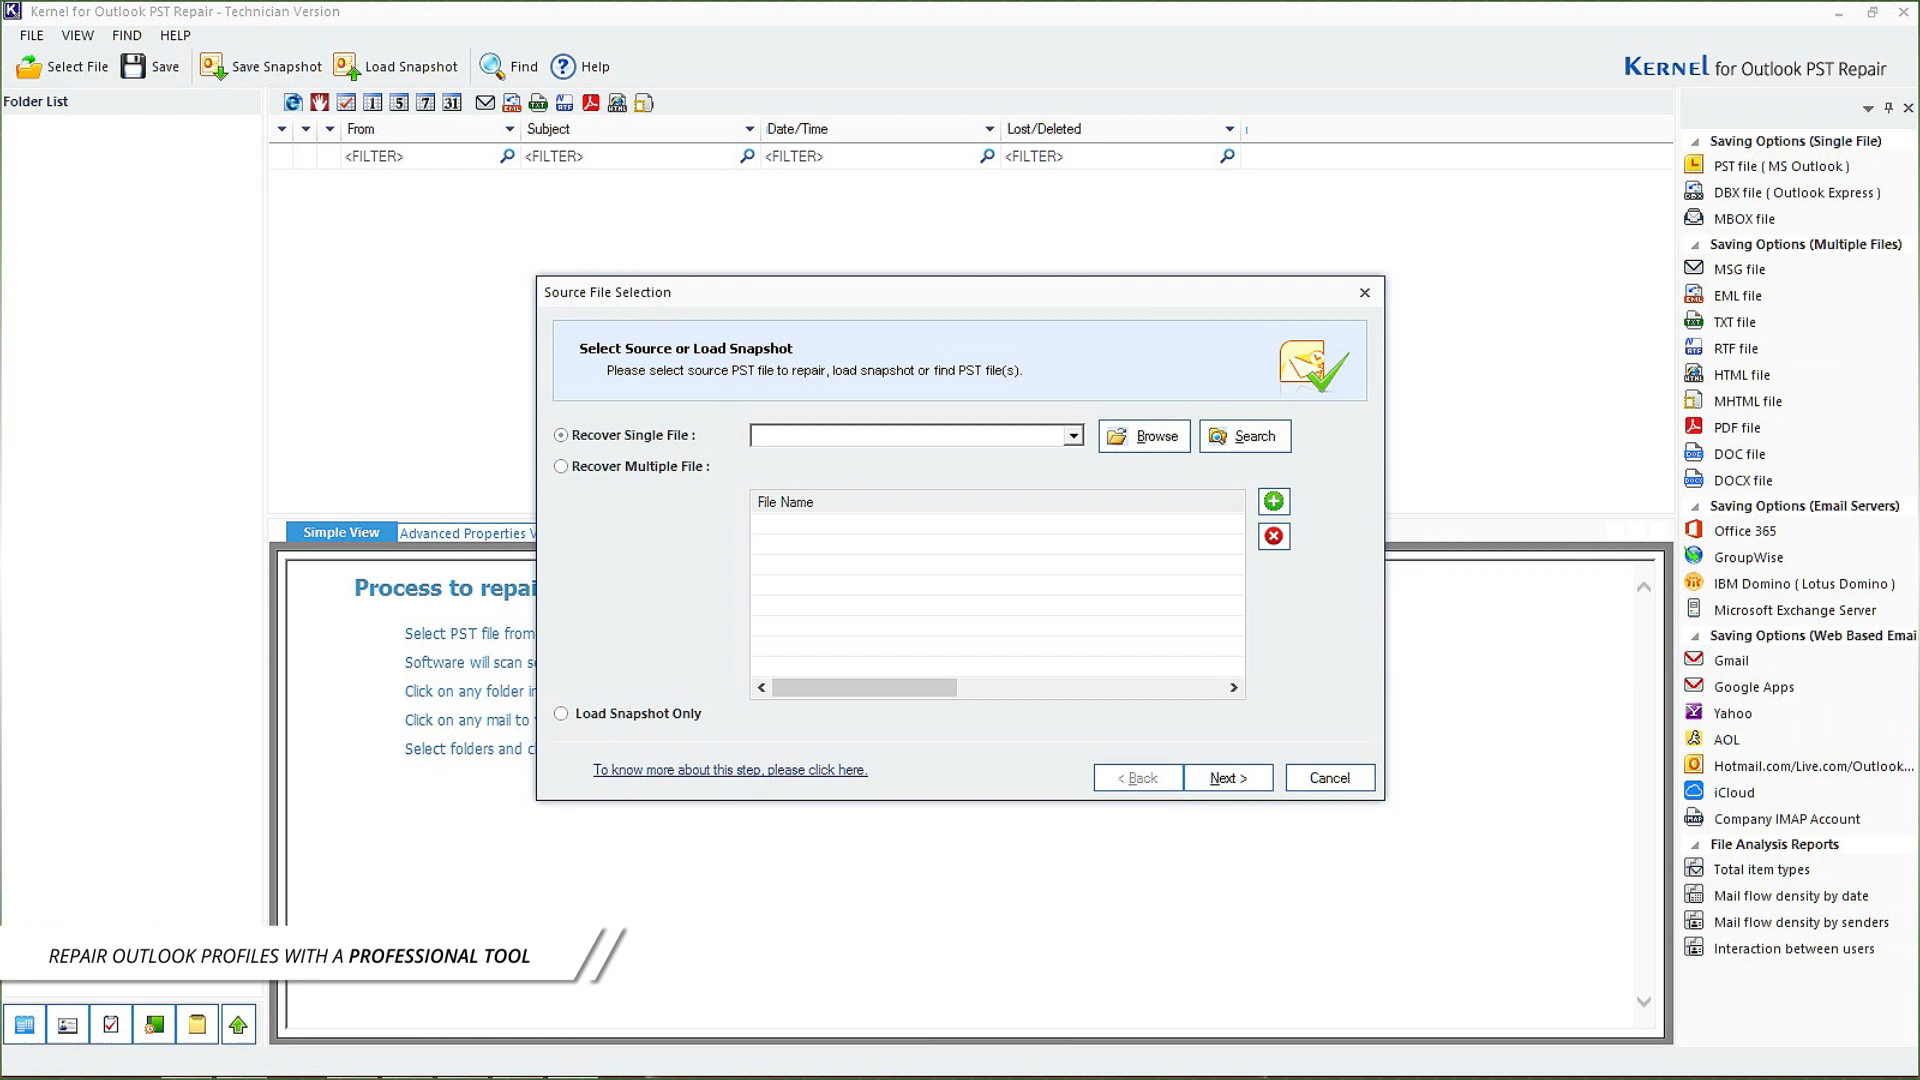 Kernel for Outlook PST Repair - Technician Version
FILE VIEW FIND HELP
Select File Save Save Snapshot Load Snapshot Find Help
KERNEL for Outlook PST Repair
Folder List
From Subject Date/Time Lost/Deleted
<FILTER> <FILTER> <FILTER> <FILTER>
Source File Selection
Select Source or Load Snapshot
Please select source PST file to repair, load snapshot or find PST file(s).
Recover Single File :
Browse
Search
Recover Multiple File :
File Name
Load Snapshot Only
To know more about this step, please click here.
< Back
Next >
Cancel
Simple View
Advanced Properties V
Process to repai
Select PST file from
Software will scan s
Click on any folder in
Click on any mail to
Select folders and c
REPAIR OUTLOOK PROFILES WITH A PROFESSIONAL TOOL
Saving Options (Single File)
PST file ( MS Outlook )
DBX file ( Outlook Express )
MBOX file
Saving Options (Multiple Files)
MSG file
EML file
TXT file
RTF file
HTML file
MHTML file
PDF file
DOC file
DOCX file
Saving Options (Email Servers)
Office 365
GroupWise
IBM Domino ( Lotus Domino )
Microsoft Exchange Server
Saving Options (Web Based Emai
Gmail
Google Apps
Yahoo
AOL
Hotmail.com/Live.com/Outlook...
iCloud
Company IMAP Account
File Analysis Reports
Total item types
Mail flow density by date
Mail flow density by senders
Interaction between users